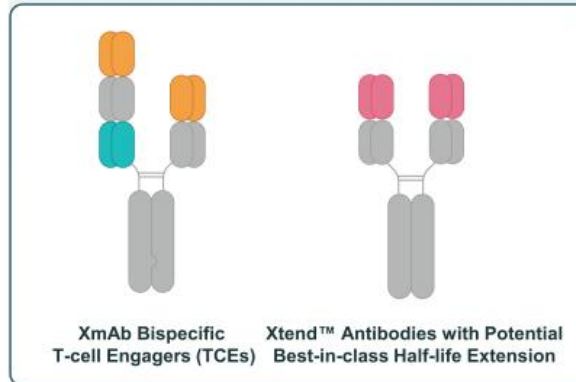 XmAb Bispecific
T-cell Engagers (TCEs)
Xtend™ Antibodies with Potential
Best-in-class Half-life Extension